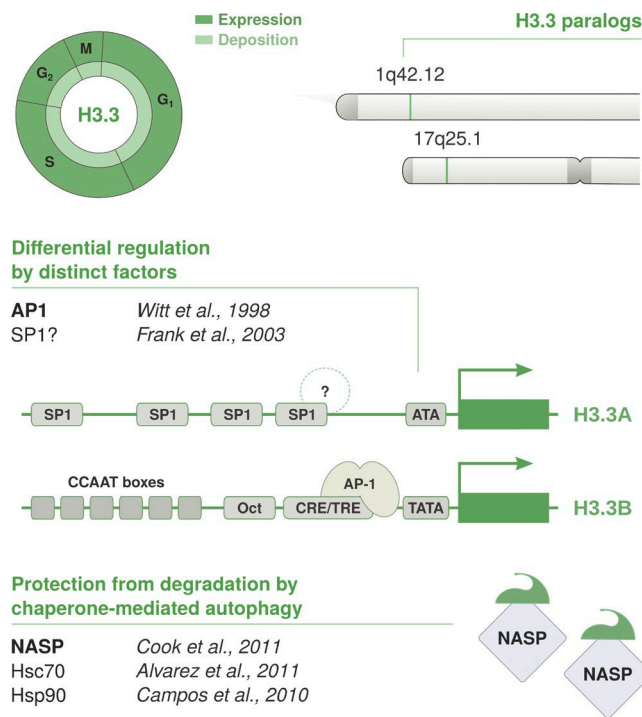 Expression
Deposition
H3.3 paralogs
M
G2
G1
S
H3.3
1q42.12
17q25.1
Differential regulation
by distinct factors
AP1 Witt et al., 1998
SP1? Frank et al., 2003
?
SP1 SP1 SP1 SP1 ATA H3.3A
CCAAT boxes
AP-1
Oct CRE/TRE TATA H3.3B
Protection from degradation by
chaperone-mediated autophagy
NASP Cook et al., 2011
Hsc70 Alvarez et al., 2011
Hsp90 Campos et al., 2010
NASP
NASP